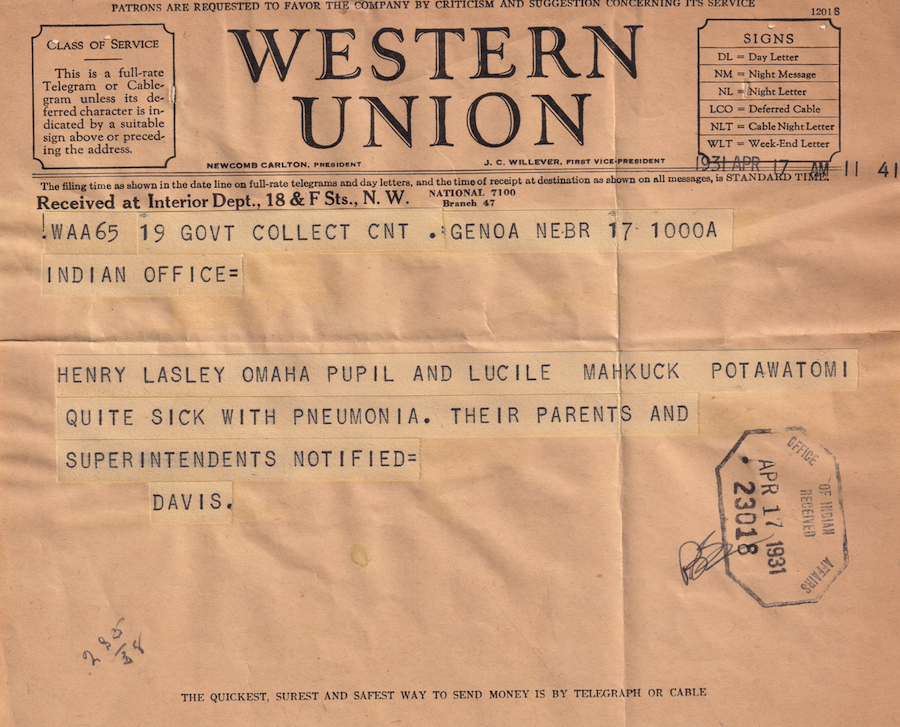 PATRONS ARE REQUESTED TO FAVOR THE COMPANY BY CRITICISM AND SUGGESTION CONCERNING ITS SERVICE
1201S
CLASS OF SERVICE
This is a full-rate
Telegram or Cable-
gram unless its de-
ferred character is in-
dicated by a suitable
sign above or preced-
ing the address.
WESTERN
UNION
NEWCOMB CARLTON, PRESIDENT
J. C. WILLEVER, FIRST VICE-PRESIDENT
SIGNS
DL = Day Letter
NM = Night Message
NL = Night Letter
LCO = Deferred Cable
NLT = Cable Night Letter
WLT = Week-End Letter
1931 APR 17 AM 11 41
The filing time as shown in the date line on full-rate telegrams and day letters, and the time of receipt at destination as shown on all messages, is STANDARD TIME.
Received at Interior Dept., 18 & F Sts., N. W. NATIONAL 7100
Branch 47
WAA65 19 GOVT COLLECT CNT . GENOA NEBR 17 1000A
INDIAN OFFICE=
HENRY LASLEY OMAHA PUPIL AND LUCILE MAHKUCK POTAWATOMI
QUITE SICK WITH PNEUMONIA. THEIR PARENTS AND
SUPERINTENDENTS NOTIFIED=
DAVIS.
OFFICE
OF INDIAN
AFFAIRS
RECEIVED
APR 17 1931
23018
THE QUICKEST, SUREST AND SAFEST WAY TO SEND MONEY IS BY TELEGRAPH OR CABLE